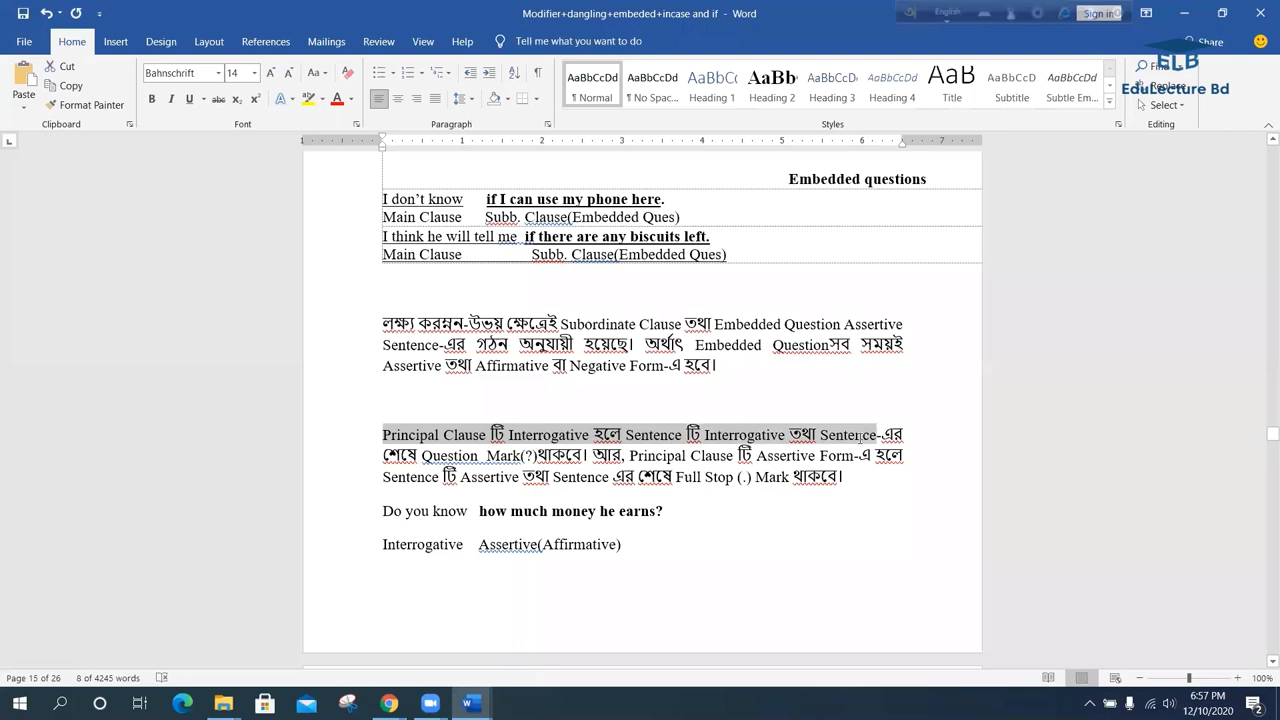 Modifier+dangling+embedded+incase and if - Word
Sign in
File Home Insert Draw Design Layout References Mailings Review View Help Tell me what you want to do Share
ELB
EduLecture Bd
Paste
Cut
Copy
Format Painter
Clipboard
Bahnschrift 14
B I U abc
Font
Paragraph
AaBbCcDd AaBbCcDd AaBbCc AaBb AaBbCcD AaBbCcDd AaB AaBbCcD AaBbCcDd
¶ Normal ¶ No Spac... Heading 1 Heading 2 Heading 3 Heading 4 Title Subtitle Subtle Em...
Styles
Replace
Select
Editing
Embedded questions
I don't know if I can use my phone here.
Main Clause Subb. Clause(Embedded Ques)
I think he will tell me if there are any biscuits left.
Main Clause Subb. Clause(Embedded Ques)
লক্ষ্য করম্নন-উভয় ক্ষেত্রেই Subordinate Clause তথা Embedded Question Assertive
Sentence-এর গঠন অনুযায়ী হয়েছে। অর্থাৎ Embedded Questionসব সময়ই
Assertive তথা Affirmative বা Negative Form-এ হবে।
Principal Clause টি Interrogative হলে Sentence টি Interrogative তথা Sentence-এর
শেষে Question Mark(?)থাকবে। আর, Principal Clause টি Assertive Form-এ হলে
Sentence টি Assertive তথা Sentence এর শেষে Full Stop (.) Mark থাকবে।
Do you know how much money he earns?
Interrogative Assertive(Affirmative)
Page 15 of 26 8 of 4245 words 100%
6:57 PM
12/10/2020